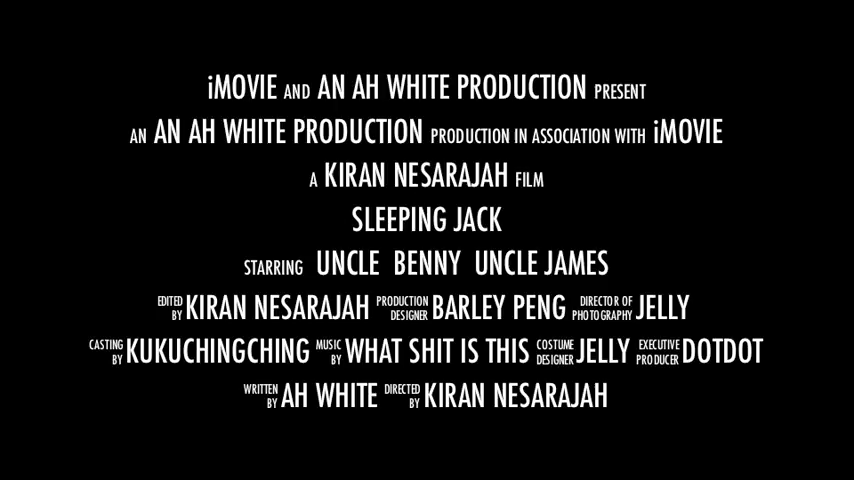 iMOVIE AND AN AH WHITE PRODUCTION PRESENT
AN AN AH WHITE PRODUCTION PRODUCTION IN ASSOCIATION WITH iMOVIE
A KIRAN NESARAJAH FILM
SLEEPING JACK
STARRING UNCLE BENNY UNCLE JAMES
EDITED BY KIRAN NESARAJAH PRODUCTION DESIGNER BARLEY PENG DIRECTOR OF PHOTOGRAPHY JELLY
CASTING BY KUKUCHINGCHING MUSIC BY WHAT SHIT IS THIS COSTUME DESIGNER JELLY EXECUTIVE PRODUCER DOTDOT
WRITTEN BY AH WHITE DIRECTED BY KIRAN NESARAJAH